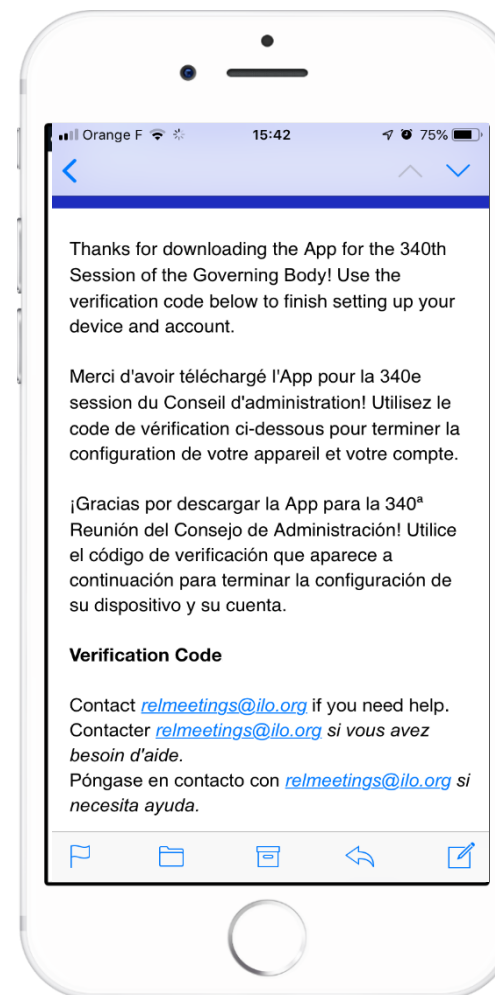 Orange F
15:42
75%
Thanks for downloading the App for the 340th
Session of the Governing Body! Use the
verification code below to finish setting up your
device and account.
Merci d'avoir téléchargé l'App pour la 340e
session du Conseil d'administration! Utilisez le
code de vérification ci-dessous pour terminer la
configuration de votre appareil et votre compte.
¡Gracias por descargar la App para la 340ª
Reunión del Consejo de Administración! Utilice
el código de verificación que aparece a
continuación para terminar la configuración de
su dispositivo y su cuenta.
Verification Code
Contact relmeetings@ilo.org if you need help.
Contacter relmeetings@ilo.org si vous avez
besoin d'aide.
Póngase en contacto con relmeetings@ilo.org si
necesita ayuda.